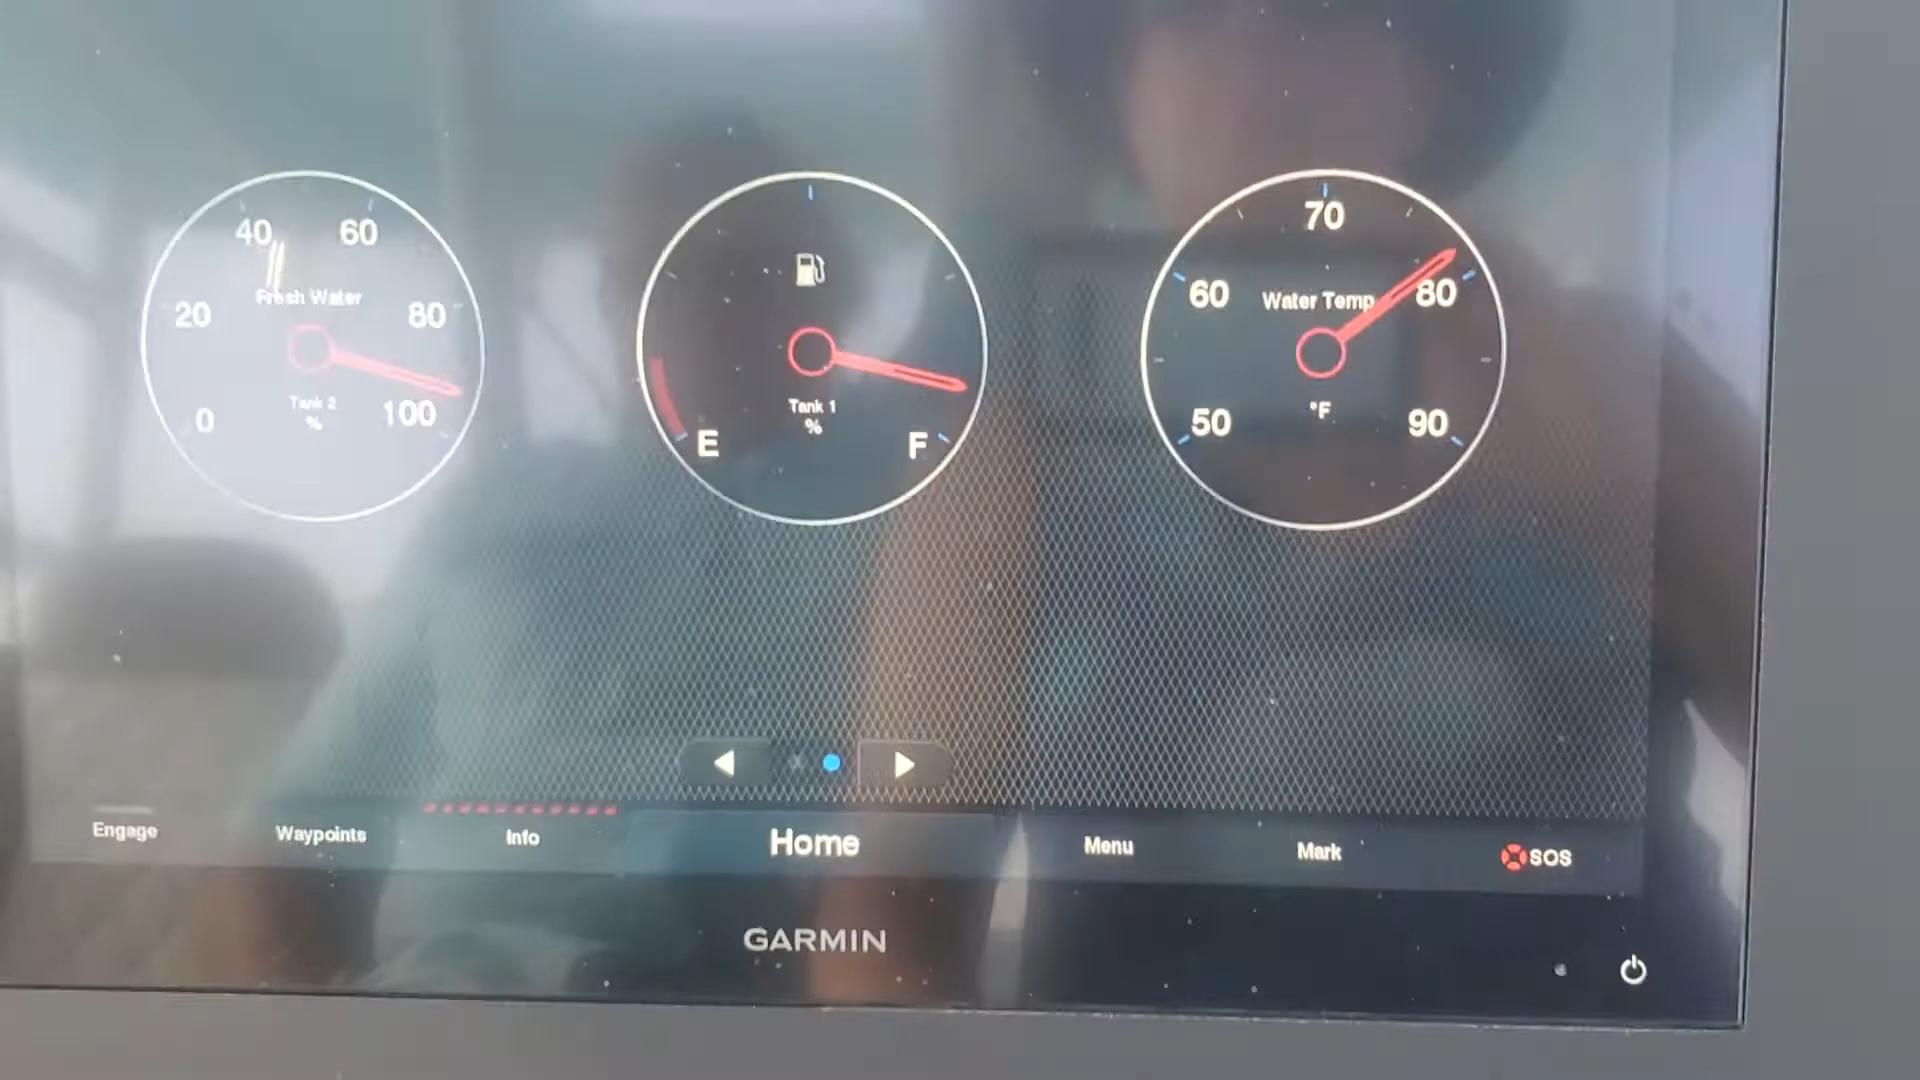 40 60
Fresh Water
20 80
Tank 2
%
0 100
Tank 1
%
E F
70
60 80
Water Temp
°F
50 90
Engage
Waypoints
Info
Home
Menu
Mark
SOS
GARMIN